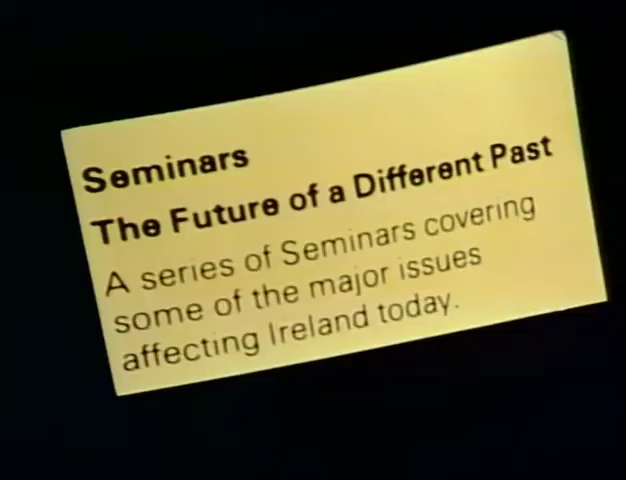 Seminars
The Future of a Different Past
A series of Seminars covering
some of the major issues
affecting Ireland today.